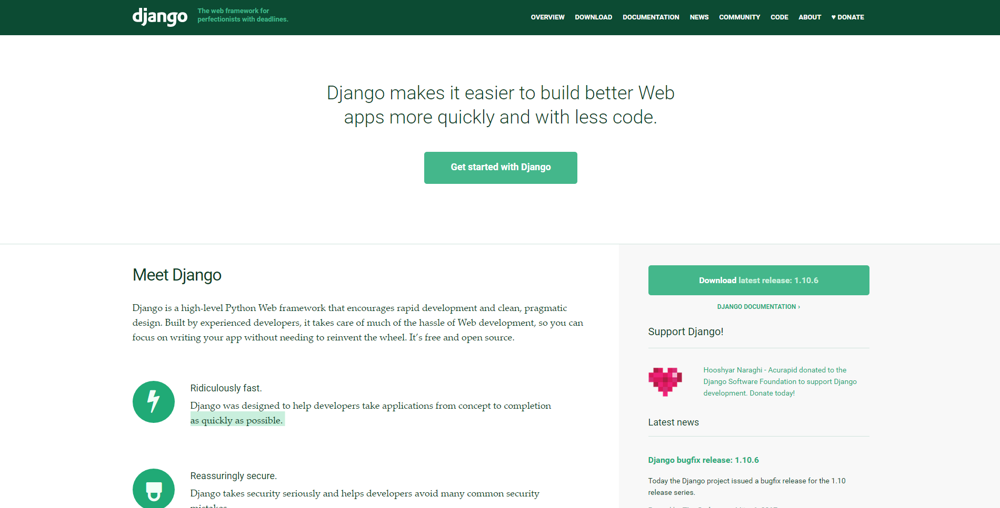 django
The web framework for
perfectionists with deadlines.
OVERVIEW DOWNLOAD DOCUMENTATION NEWS COMMUNITY CODE ABOUT ♥ DONATE
Django makes it easier to build better Web
apps more quickly and with less code.
Get started with Django
Meet Django
Django is a high-level Python Web framework that encourages rapid development and clean, pragmatic
design. Built by experienced developers, it takes care of much of the hassle of Web development, so you can
focus on writing your app without needing to reinvent the wheel. It’s free and open source.
Ridiculously fast.
Django was designed to help developers take applications from concept to completion
as quickly as possible.
Reassuringly secure.
Django takes security seriously and helps developers avoid many common security
mistakes
Download latest release: 1.10.6
DJANGO DOCUMENTATION ›
Support Django!
Hooshyar Naraghi - Acurapid donated to the
Django Software Foundation to support Django
development. Donate today!
Latest news
Django bugfix release: 1.10.6
Today the Django project issued a bugfix release for the 1.10
release series.